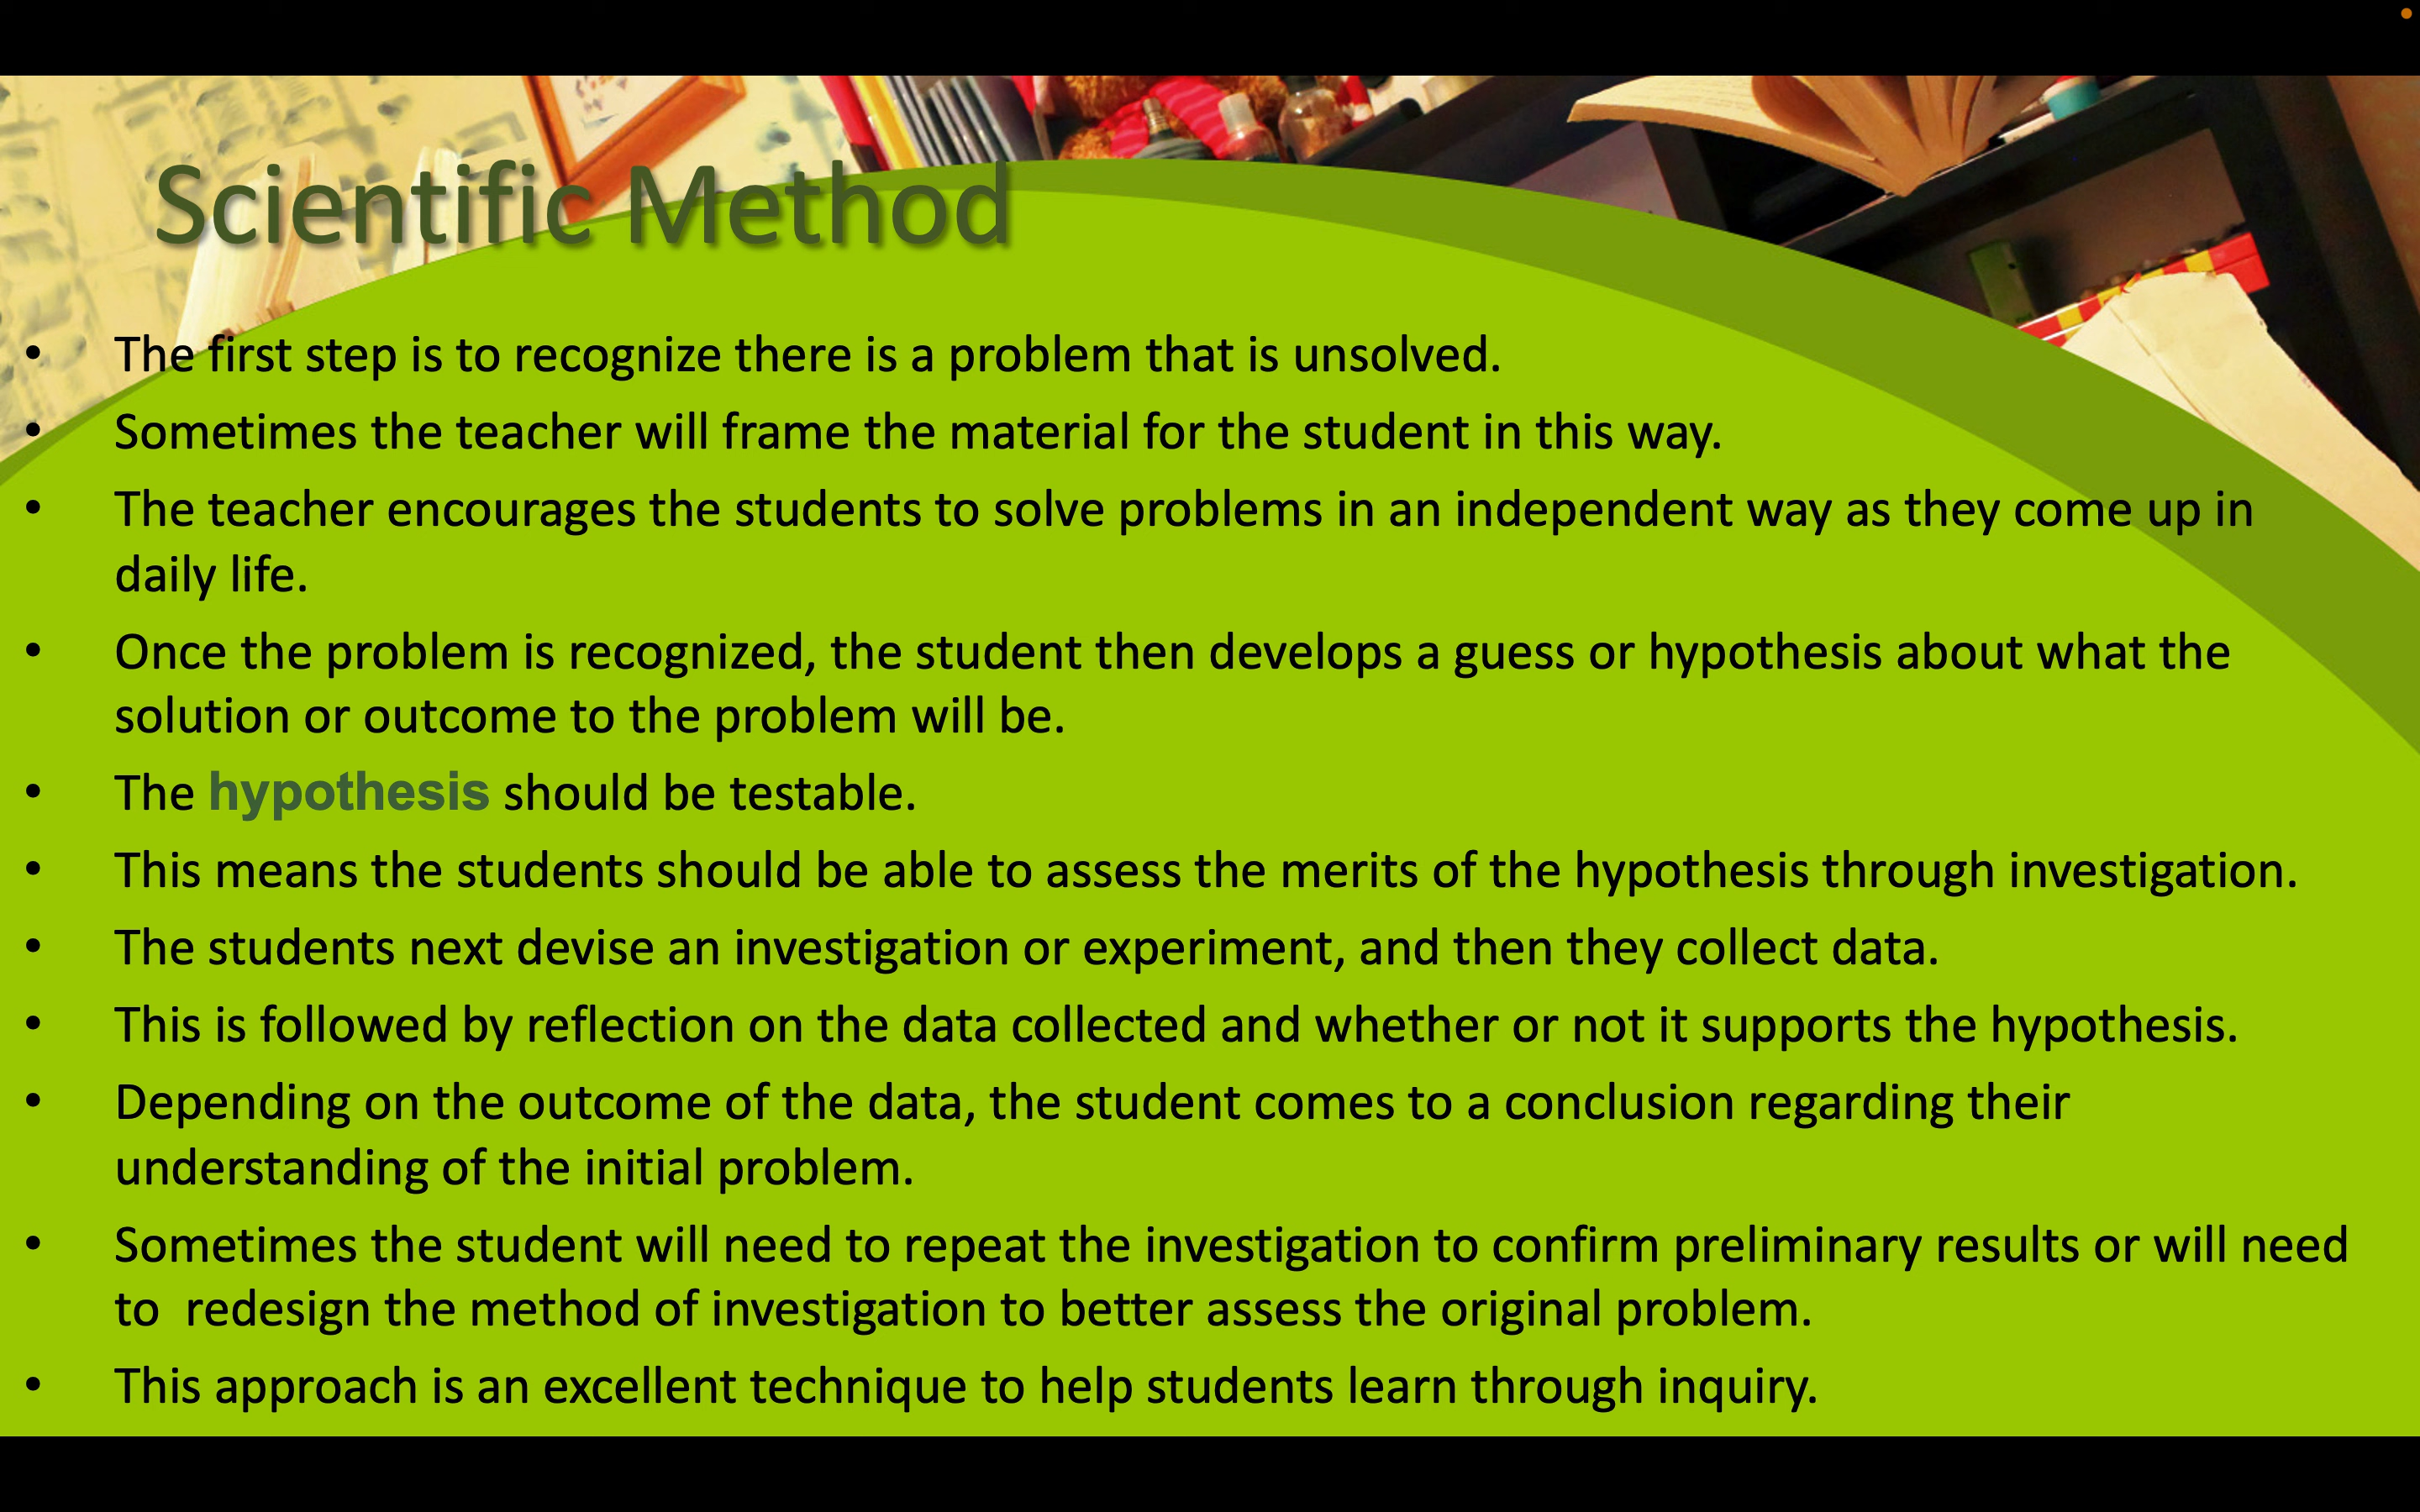 Scientific Method
• The first step is to recognize there is a problem that is unsolved.
• Sometimes the teacher will frame the material for the student in this way.
• The teacher encourages the students to solve problems in an independent way as they come up in
daily life.
• Once the problem is recognized, the student then develops a guess or hypothesis about what the
solution or outcome to the problem will be.
• The hypothesis should be testable.
• This means the students should be able to assess the merits of the hypothesis through investigation.
• The students next devise an investigation or experiment, and then they collect data.
• This is followed by reflection on the data collected and whether or not it supports the hypothesis.
• Depending on the outcome of the data, the student comes to a conclusion regarding their
understanding of the initial problem.
• Sometimes the student will need to repeat the investigation to confirm preliminary results or will need
to  redesign the method of investigation to better assess the original problem.
• This approach is an excellent technique to help students learn through inquiry.